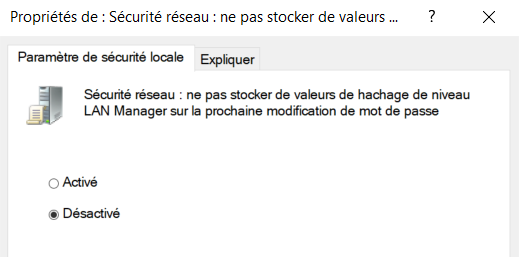 Propriétés de : Sécurité réseau : ne pas stocker de valeurs ...
?
Paramètre de sécurité locale
Expliquer
Sécurité réseau : ne pas stocker de valeurs de hachage de niveau
LAN Manager sur la prochaine modification de mot de passe
Activé
Désactivé